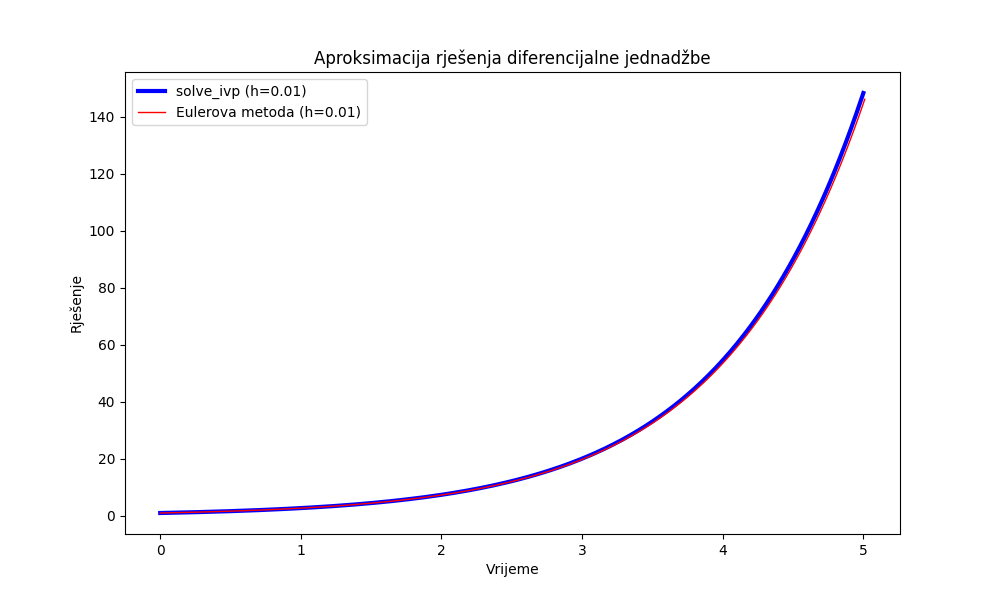 Aproksimacija rješenja diferencijalne jednadžbe
solve_ivp (h=0.01)
Eulerova metoda (h=0.01)
Rješenje
140
120
100
80
60
40
20
0
0 1 2 3 4 5
Vrijeme